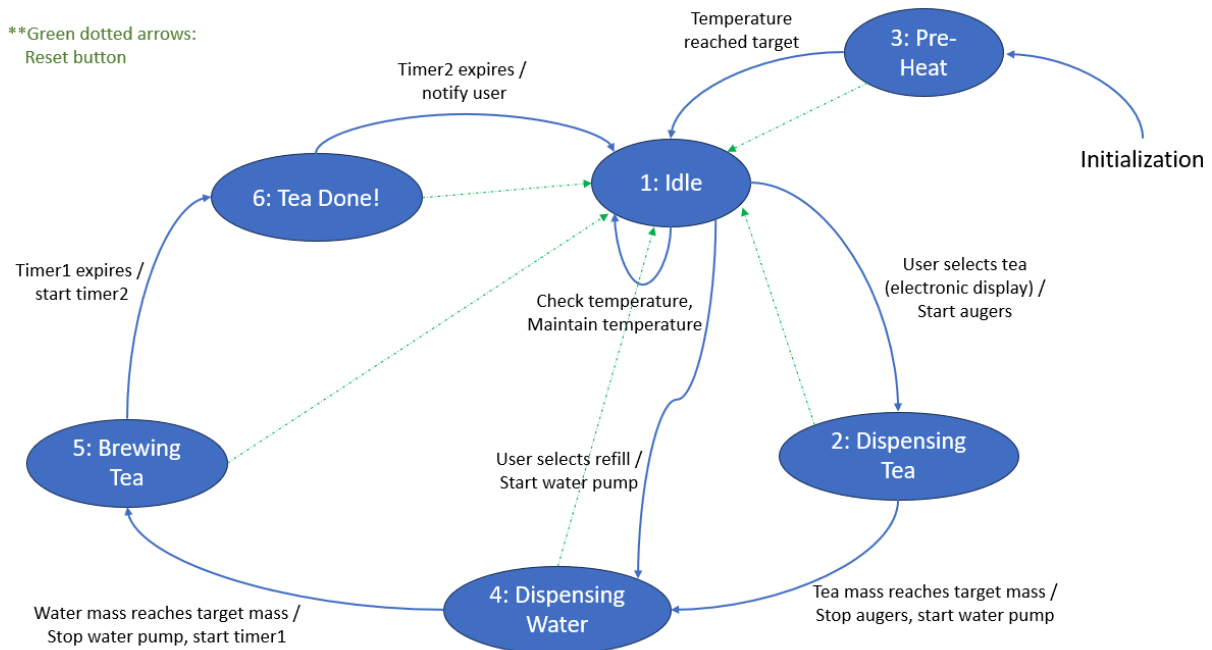 **Green dotted arrows:
Reset button
Temperature
reached target
3: Pre-
Heat
Initialization
Timer2 expires /
notify user
6: Tea Done!
1: Idle
Timer1 expires /
start timer2
Check temperature,
Maintain temperature
User selects tea
(electronic display) /
Start augers
5: Brewing
Tea
User selects refill /
Start water pump
2: Dispensing
Tea
Water mass reaches target mass /
Stop water pump, start timer1
4: Dispensing
Water
Tea mass reaches target mass /
Stop augers, start water pump